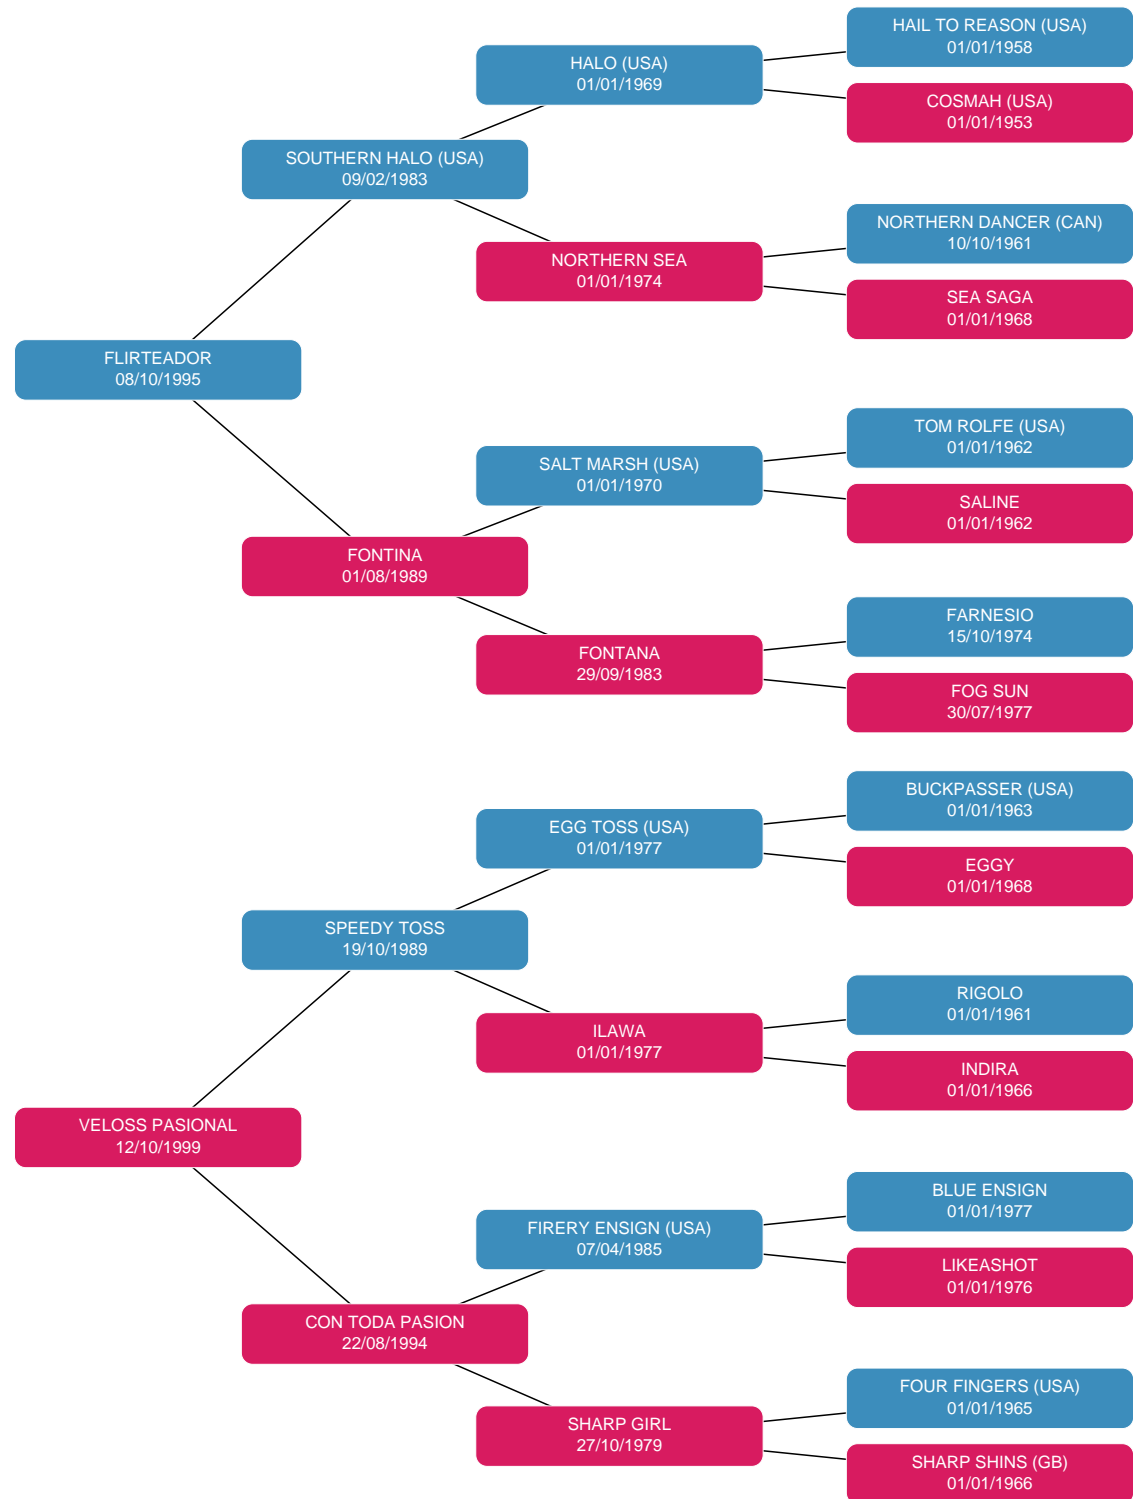 HAIL TO REASON (USA)
01/01/1958
HALO (USA)
01/01/1969
COSMAH (USA)
01/01/1953
SOUTHERN HALO (USA)
09/02/1983
NORTHERN DANCER (CAN)
10/10/1961
NORTHERN SEA
01/01/1974
SEA SAGA
01/01/1968
FLIRTEADOR
08/10/1995
TOM ROLFE (USA)
01/01/1962
SALT MARSH (USA)
01/01/1970
SALINE
01/01/1962
FONTINA
01/08/1989
FARNESIO
15/10/1974
FONTANA
29/09/1983
FOG SUN
30/07/1977
BUCKPASSER (USA)
01/01/1963
EGG TOSS (USA)
01/01/1977
EGGY
01/01/1968
SPEEDY TOSS
19/10/1989
RIGOLO
01/01/1961
ILAWA
01/01/1977
INDIRA
01/01/1966
VELOSS PASIONAL
12/10/1999
BLUE ENSIGN
01/01/1977
FIRERY ENSIGN (USA)
07/04/1985
LIKEASHOT
01/01/1976
CON TODA PASION
22/08/1994
FOUR FINGERS (USA)
01/01/1965
SHARP GIRL
27/10/1979
SHARP SHINS (GB)
01/01/1966